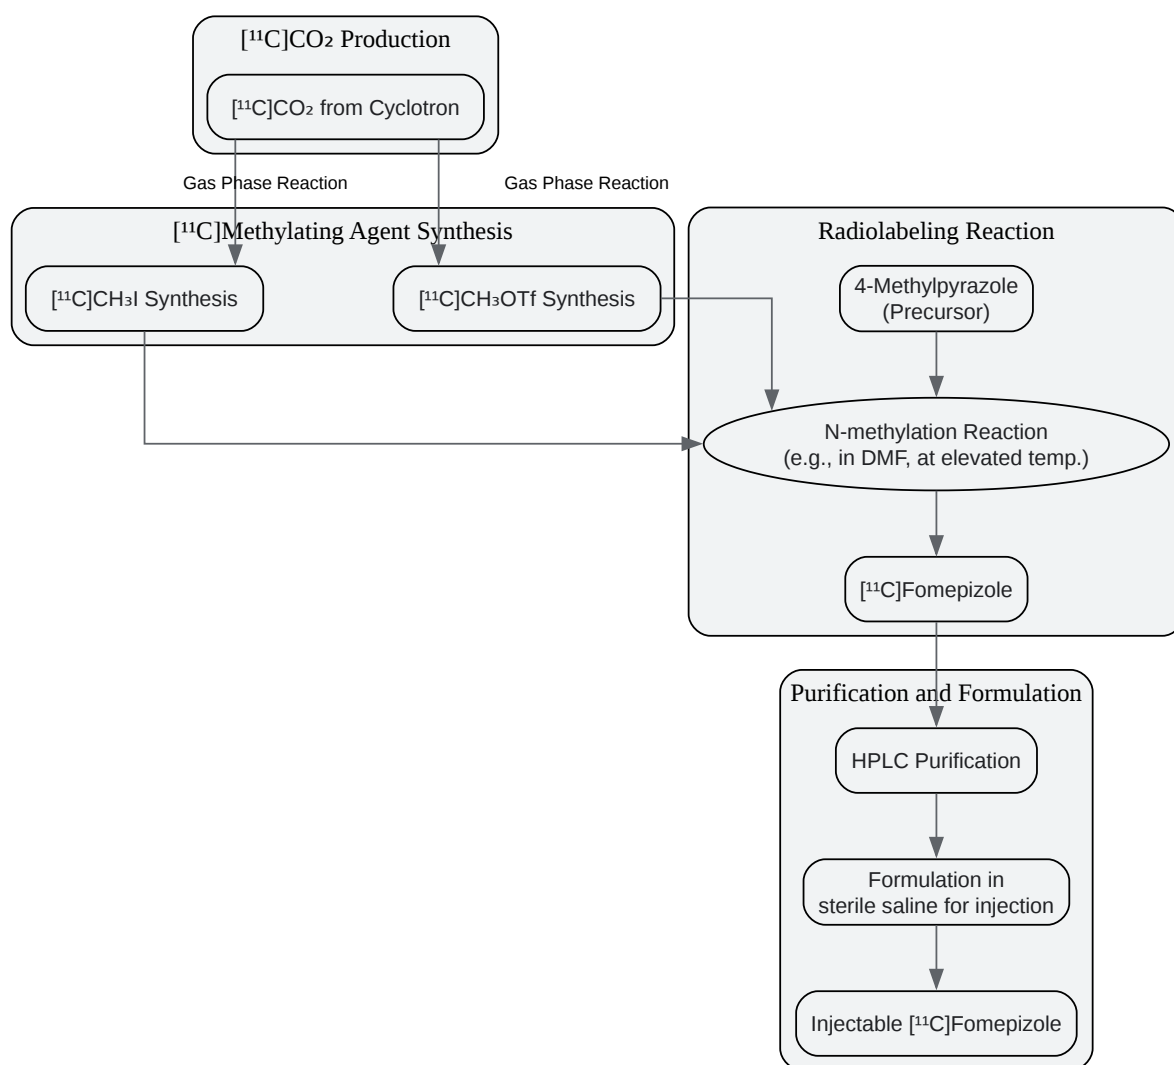 [¹¹C]CO₂ Production
[¹¹C]CO₂ from Cyclotron
Gas Phase Reaction
Gas Phase Reaction
[¹¹C]Methylating Agent Synthesis
[¹¹C]CH₃I Synthesis
[¹¹C]CH₃OTf Synthesis
Radiolabeling Reaction
4-Methylpyrazole
(Precursor)
N-methylation Reaction
(e.g., in DMF, at elevated temp.)
[¹¹C]Fomepizole
Purification and Formulation
HPLC Purification
Formulation in
sterile saline for injection
Injectable [¹¹C]Fomepizole